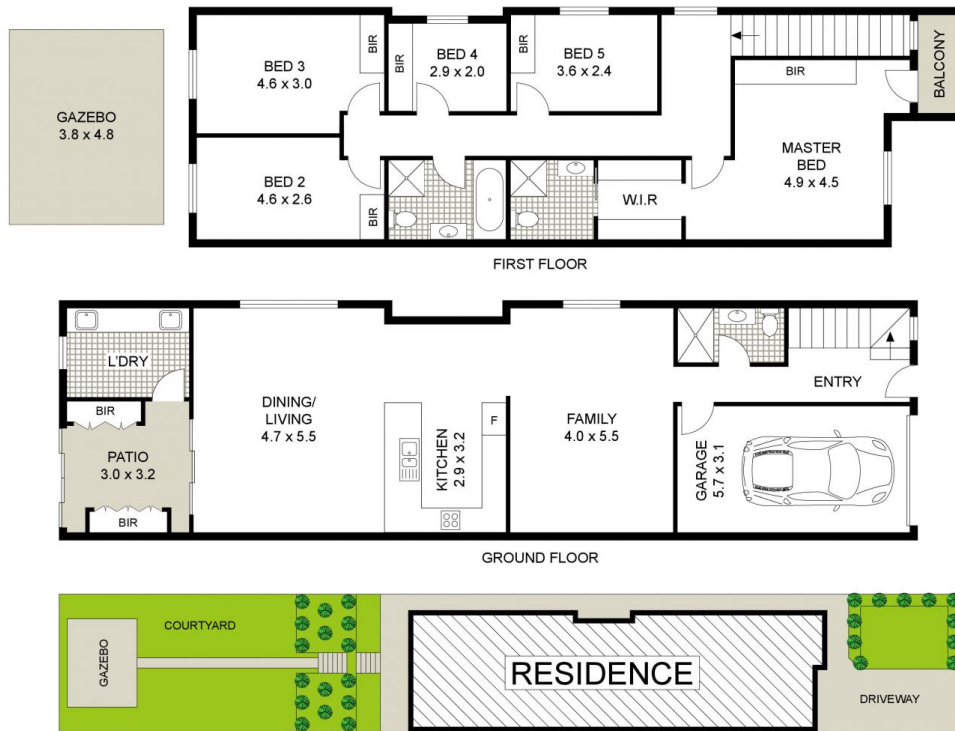 GAZEBO
3.8 x 4.8
BED 3
4.6 x 3.0
BIR
BIR
BED 4
2.9 x 2.0
BIR
BED 5
3.6 x 2.4
BIR
BALCONY
MASTER
BED
4.9 x 4.5
BED 2
4.6 x 2.6
BIR
W.I.R
FIRST FLOOR
L'DRY
BIR
PATIO
3.0 x 3.2
BIR
DINING/
LIVING
4.7 x 5.5
KITCHEN
2.9 x 3.2
F
FAMILY
4.0 x 5.5
ENTRY
GARAGE
5.7 x 3.1
GROUND FLOOR
COURTYARD
GAZEBO
RESIDENCE
DRIVEWAY